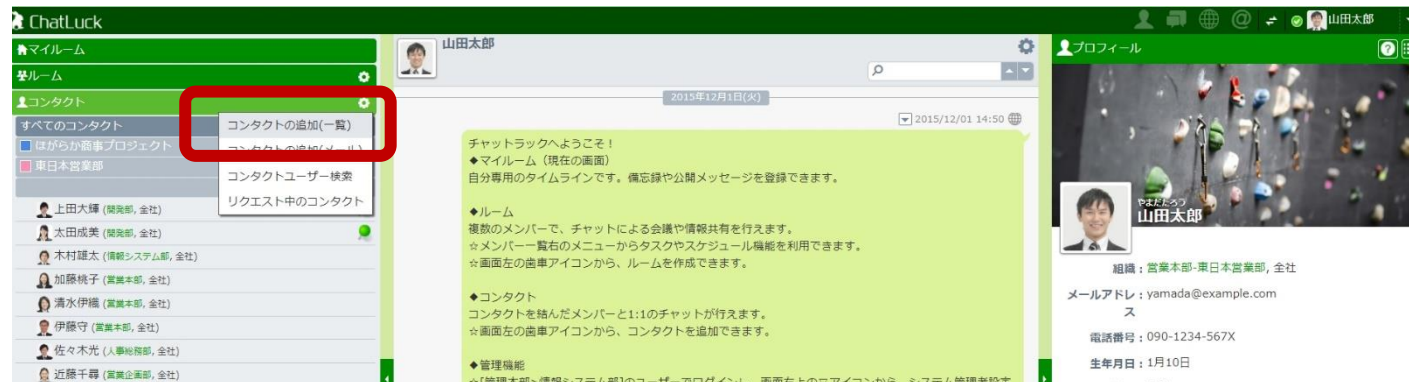 ChatLuck
山田太郎
マイルーム
ルーム
コンタクト
すべてのコンタクト
ほがらか商事プロジェクト
東日本営業部
コンタクトの追加(一覧)
コンタクトの追加(メール)
コンタクトユーザー検索
リクエスト中のコンタクト
上田大輝 (開発部, 全社)
太田成美 (開発部, 全社)
木村雄太 (情報システム部, 全社)
加藤桃子 (営業本部, 全社)
清水伊織 (営業本部, 全社)
伊藤守 (営業本部, 全社)
佐々木光 (人事総務部, 全社)
近藤千尋 (営業企画部, 全社)
山田太郎
2015年12月1日(火)
2015/12/01 14:50
チャットラックへようこそ！
◆マイルーム（現在の画面）
自分専用のタイムラインです。備忘録や公開メッセージを登録できます。
◆ルーム
複数のメンバーで、チャットによる会議や情報共有を行えます。
☆メンバー一覧右のメニューからタスクやスケジュール機能を利用できます。
☆画面左の歯車アイコンから、ルームを作成できます。
◆コンタクト
コンタクトを結んだメンバーと1:1のチャットが行えます。
☆画面左の歯車アイコンから、コンタクトを追加できます。
◆管理機能
プロフィール
やまだたろう
山田太郎
組織：営業本部-東日本営業部, 全社
メールアドレス：yamada@example.com
電話番号：090-1234-567X
生年月日：1月10日